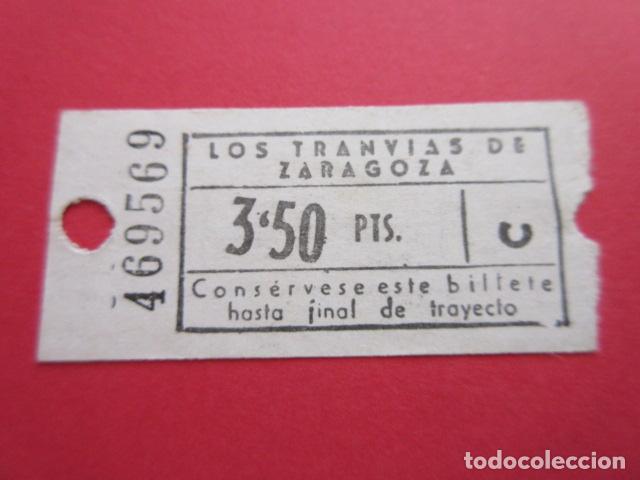 469569
LOS TRANVIAS DE
ZARAGOZA
3'50 PTS. C
Consérvese este billete
hasta final de trayecto
todocoleccion